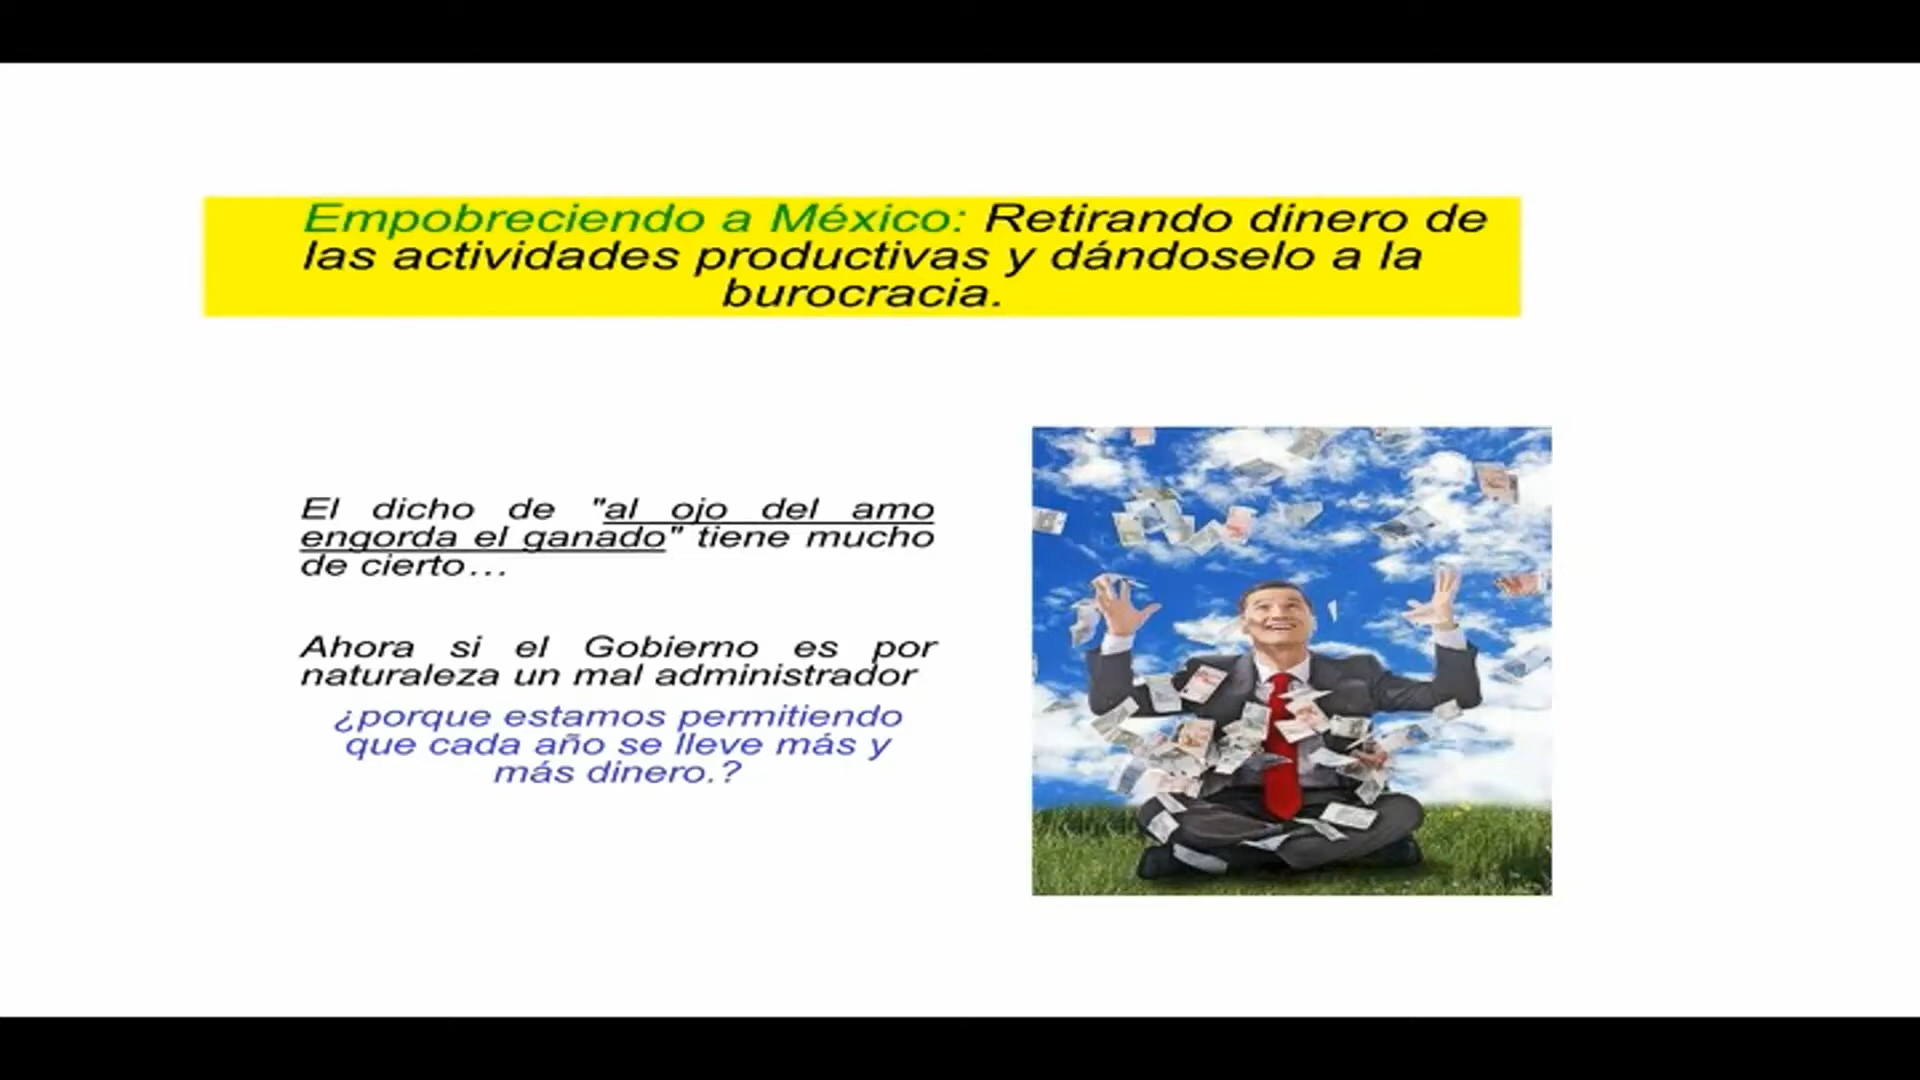 Empobreciendo a México: Retirando dinero de
las actividades productivas y dándoselo a la
burocracia.
El dicho de "al ojo del amo
engorda el ganado" tiene mucho
de cierto...
Ahora si el Gobierno es por
naturaleza un mal administrador
¿porque estamos permitiendo
que cada año se lleve más y
más dinero.?